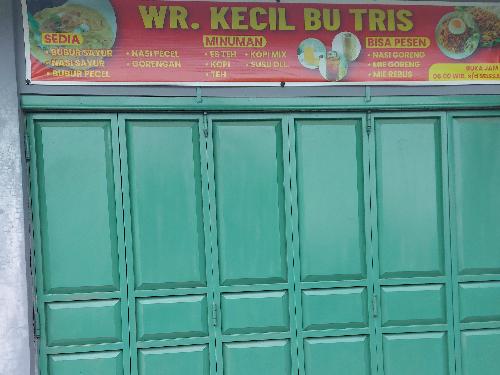 WR. KECIL BU TRIS
SEDIA
• BUBUR SAYUR
• NASI SAYUR
• BUBUR PECEL
• NASI PECEL
• GORENGAN
MINUMAN
• ES TEH
• KOPI
• TEH
• KOPI MIX
• SUSU DLL.
BISA PESEN
• NASI GORENG
• MIE GORENG
• MIE REBUS
BUKA JAM
06.00 WIB. s/d SELESAI